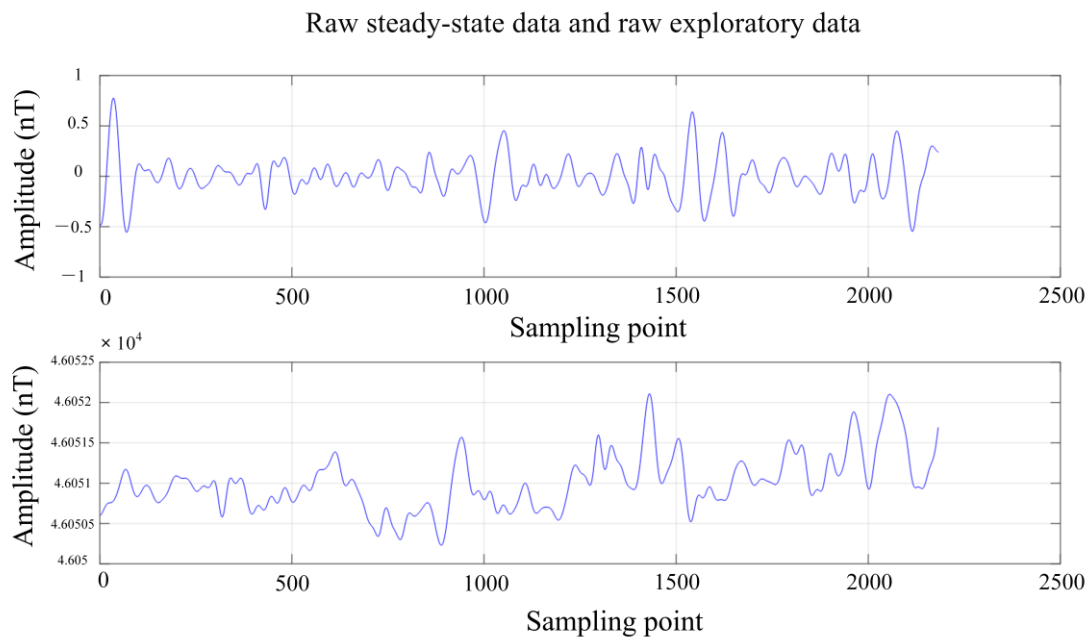 Raw steady-state data and raw exploratory data
1
0.5
0
−0.5
−1
Amplitude (nT)
0 500 1000 1500 2000 2500
Sampling point
× 10⁴
4.60525
4.6052
4.60515
4.6051
4.60505
4.605
Amplitude (nT)
0 500 1000 1500 2000 2500
Sampling point